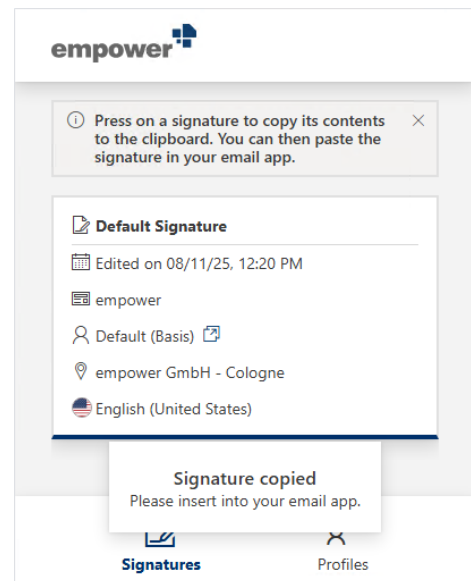 empower
Press on a signature to copy its contents
to the clipboard. You can then paste the
signature in your email app.
Default Signature
Edited on 08/11/25, 12:20 PM
empower
Default (Basis)
empower GmbH - Cologne
English (United States)
Signature copied
Please insert into your email app.
Signatures
Profiles